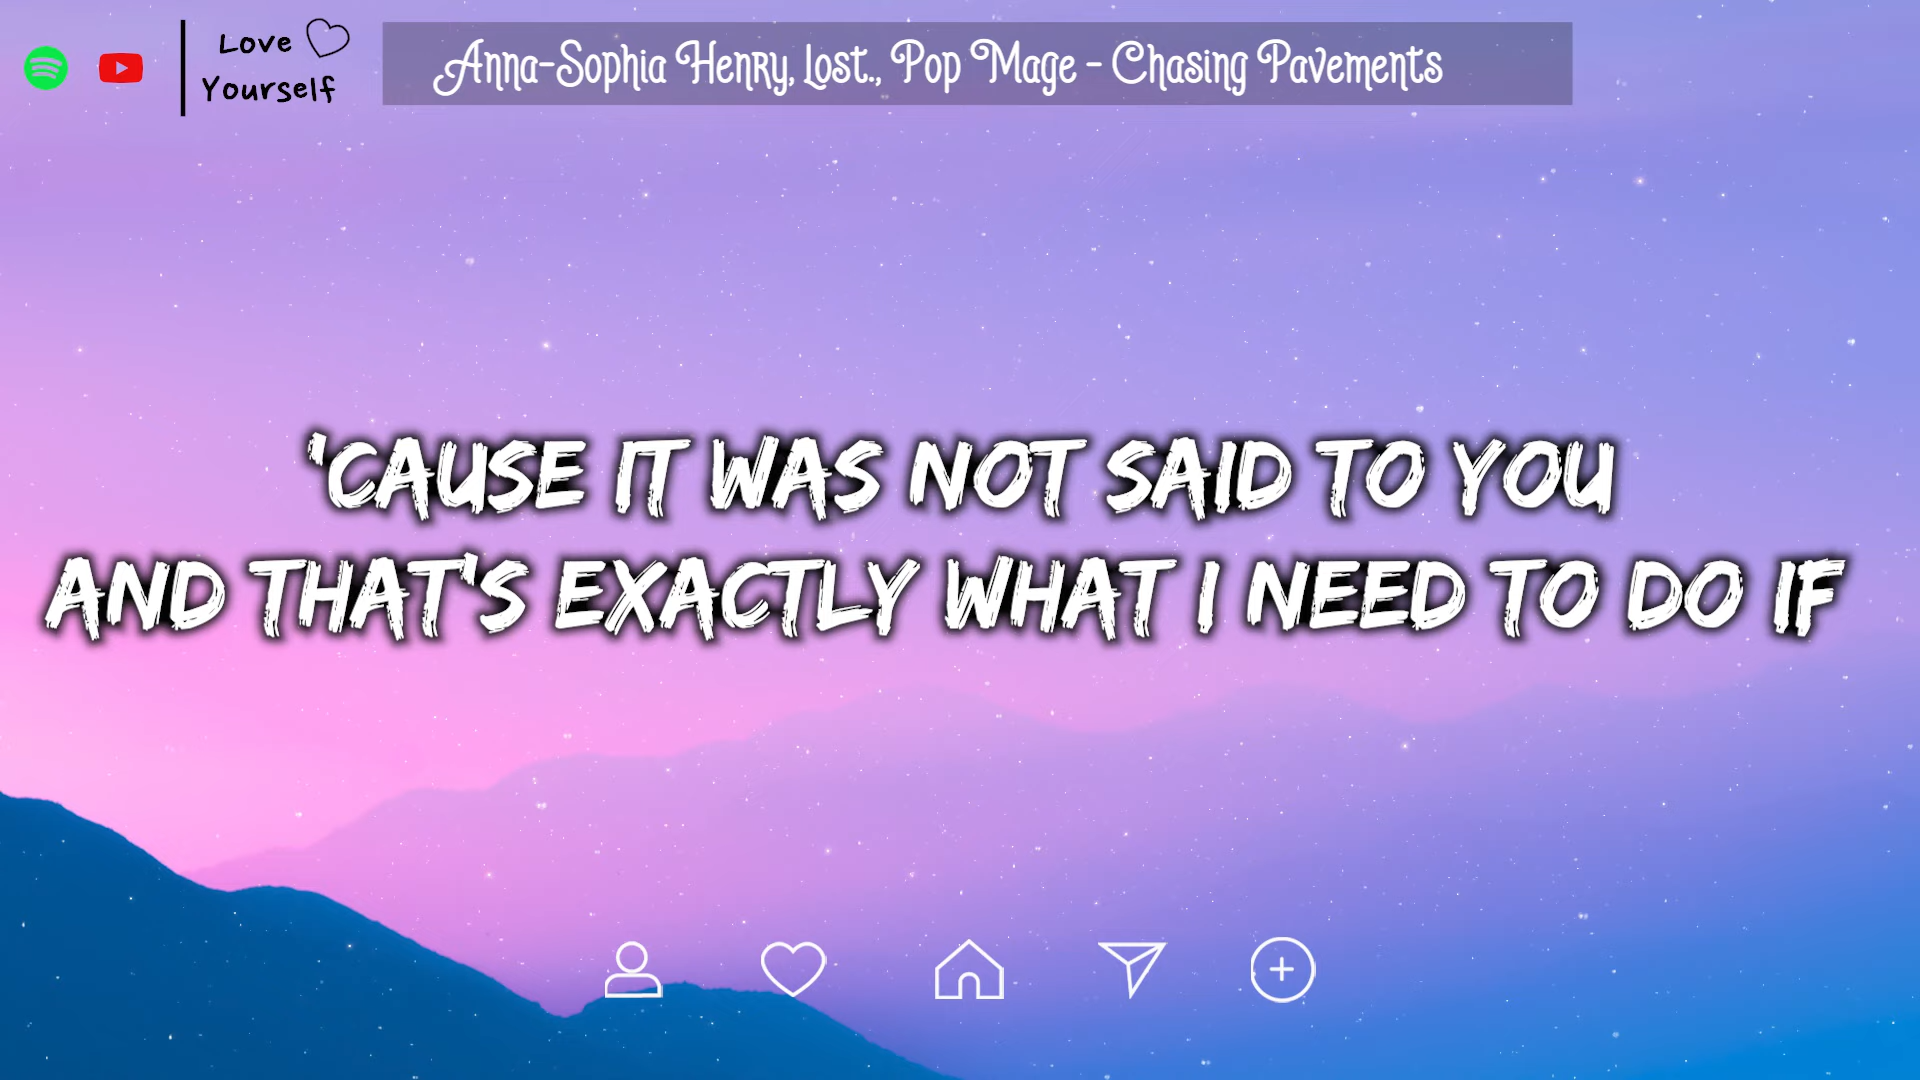 Love
Yourself
Anna-Sophia Henry, Lost., Pop Mage - Chasing Pavements
'CAUSE IT WAS NOT SAID TO YOU
AND THAT'S EXACTLY WHAT I NEED TO DO IF